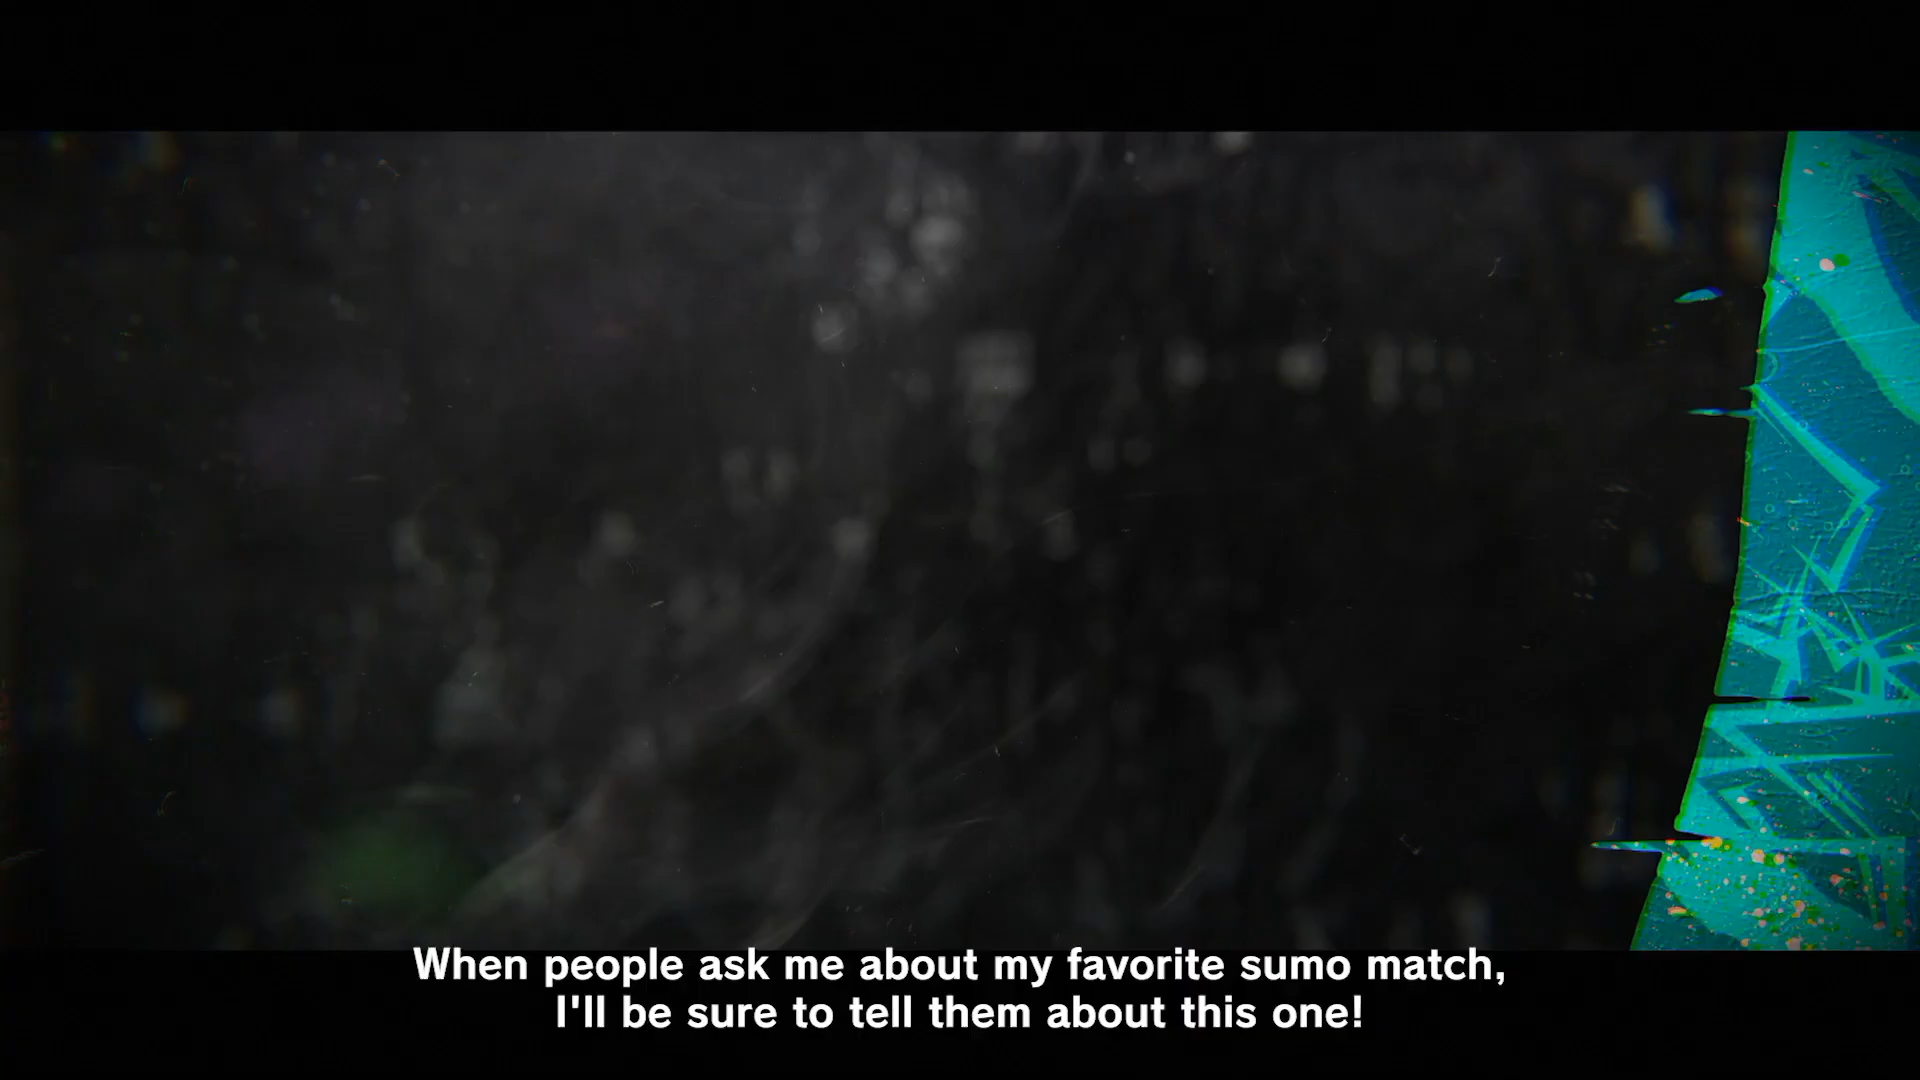 When people ask me about my favorite sumo match,
I'll be sure to tell them about this one!